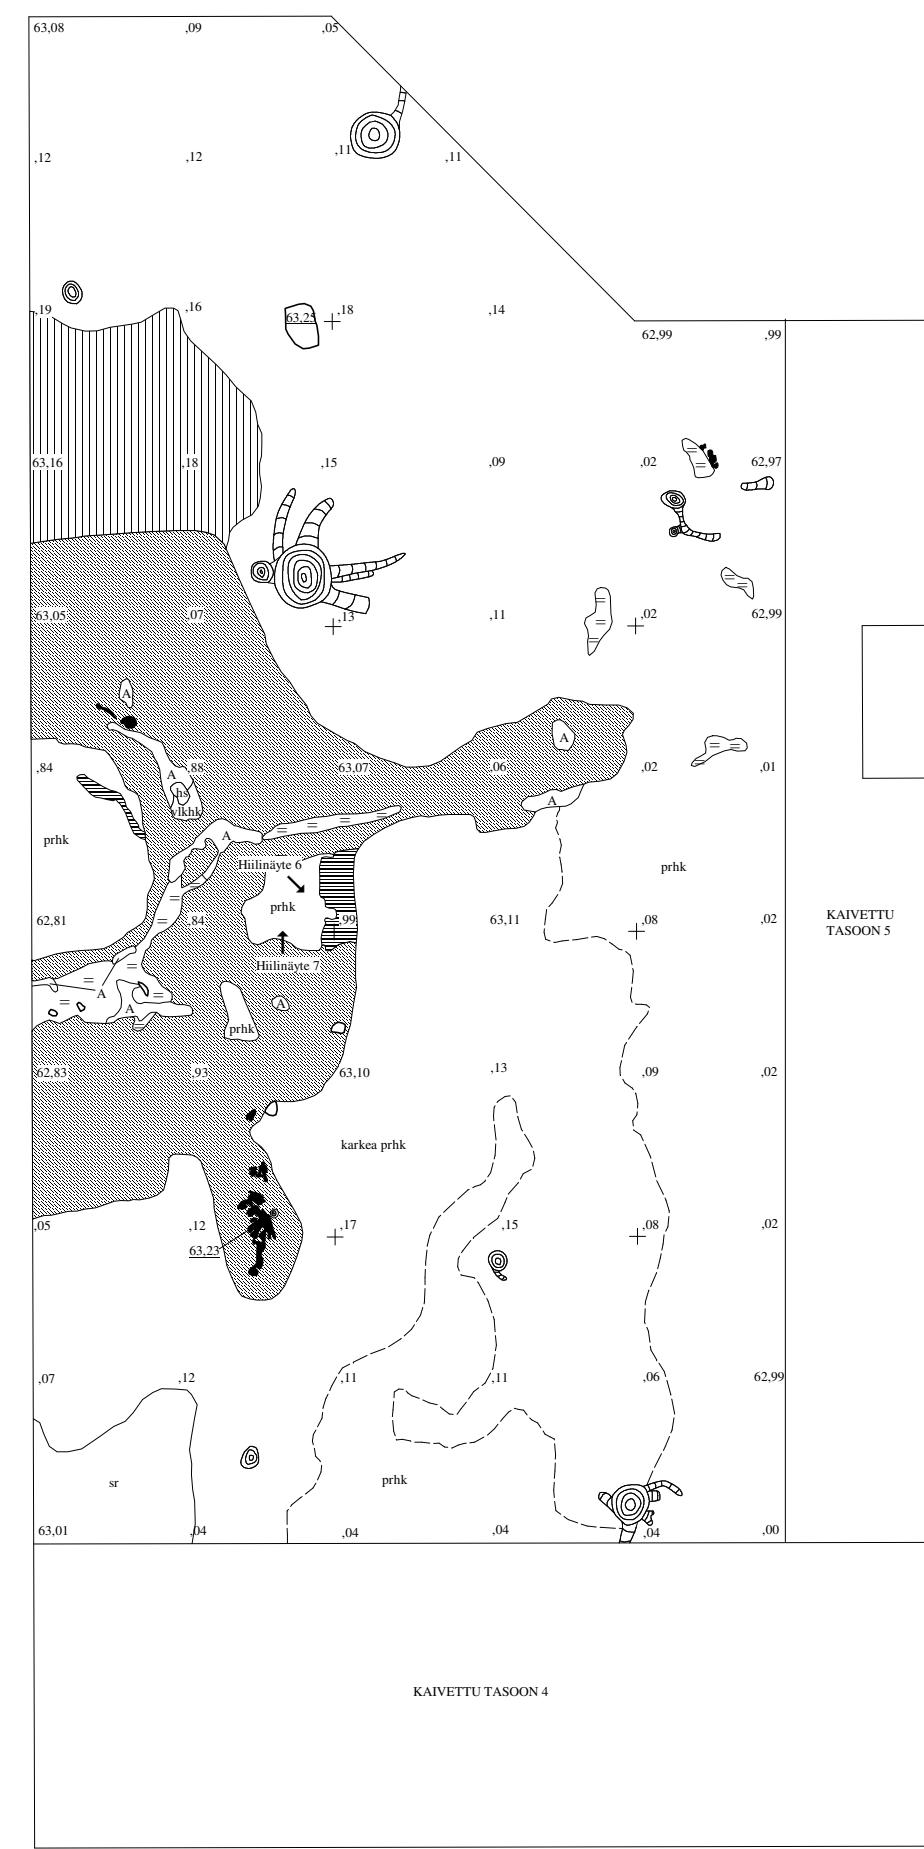 63,08 ,09 ,05
,12 ,12 ,11 ,11
,19 ,16 63,25 ,18 ,14
62,99 ,99
63,16 ,18 ,15 ,09 ,02 62,97
63,05 ,07 ,13 ,11 ,02 62,99
A
A
,84 A ,88 63,07 ,06 ,02 ,01
hs
A
ylkhk
A
prhk
Hiilinäyte 6
prhk
prhk
62,81 ,84 ,99 63,11 ,08 ,02
KAIVETTU
TASOON 5
Hiilinäyte 7
A
A
A
prhk
62,83 ,93 63,10 ,13 ,09 ,02
karkea prhk
,05 ,12 ,17 ,15 ,08 ,02
63,23
,07 ,12 ,11 ,11 ,06 62,99
sr
prhk
63,01 ,04 ,04 ,04 ,04 ,00
KAIVETTU TASOON 4